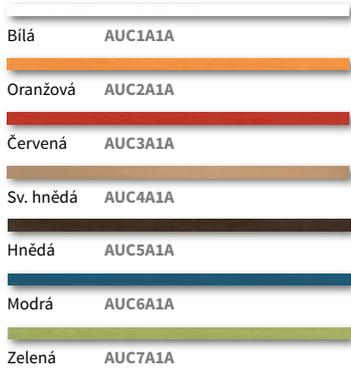 Bílá AUC1A1A
Oranžová AUC2A1A
Červená AUC3A1A
Sv. hnědá AUC4A1A
Hnědá AUC5A1A
Modrá AUC6A1A
Zelená AUC7A1A